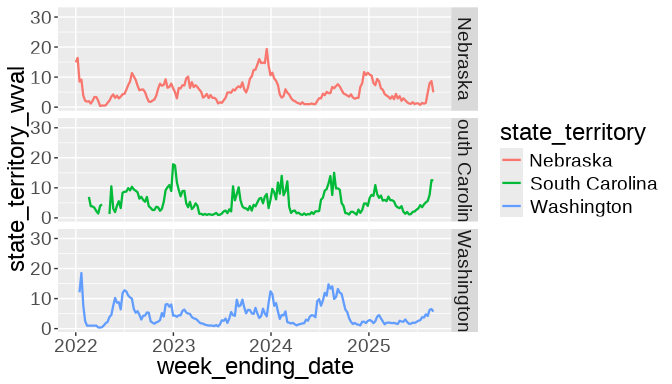 30
20
10
0
Nebraska
30
20
10
0
outh Carolin
30
20
10
0
Washington
2022 2023 2024 2025
week_ending_date
state_territory_wval
state_territory
Nebraska
South Carolina
Washington